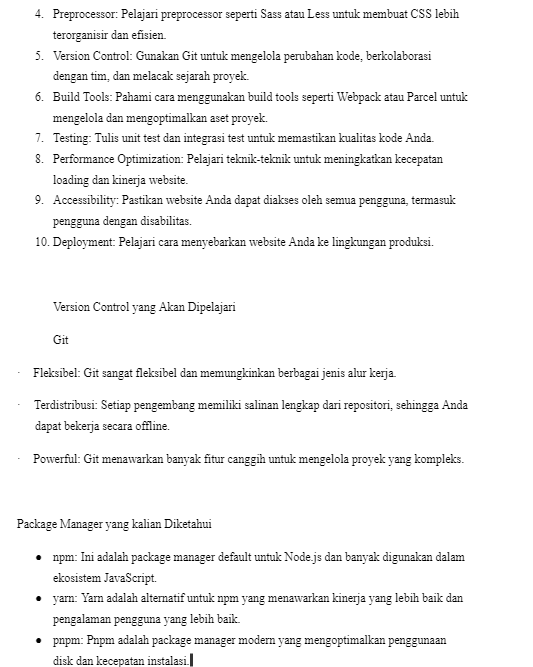 4. Preprocessor: Pelajari preprocessor seperti Sass atau Less untuk membuat CSS lebih
terorganisir dan efisien.
5. Version Control: Gunakan Git untuk mengelola perubahan kode, berkolaborasi
dengan tim, dan melacak sejarah proyek.
6. Build Tools: Pahami cara menggunakan build tools seperti Webpack atau Parcel untuk
mengelola dan mengoptimalkan aset proyek.
7. Testing: Tulis unit test dan integrasi test untuk memastikan kualitas kode Anda.
8. Performance Optimization: Pelajari teknik-teknik untuk meningkatkan kecepatan
loading dan kinerja website.
9. Accessibility: Pastikan website Anda dapat diakses oleh semua pengguna, termasuk
pengguna dengan disabilitas.
10. Deployment: Pelajari cara menyebarkan website Anda ke lingkungan produksi.
Version Control yang Akan Dipelajari
Git
· Fleksibel: Git sangat fleksibel dan memungkinkan berbagai jenis alur kerja.
· Terdistribusi: Setiap pengembang memiliki salinan lengkap dari repositori, sehingga Anda
dapat bekerja secara offline.
· Powerful: Git menawarkan banyak fitur canggih untuk mengelola proyek yang kompleks.
Package Manager yang kalian Diketahui
● npm: Ini adalah package manager default untuk Node.js dan banyak digunakan dalam
ekosistem JavaScript.
● yarn: Yarn adalah alternatif untuk npm yang menawarkan kinerja yang lebih baik dan
pengalaman pengguna yang lebih baik.
● pnpm: Pnpm adalah package manager modern yang mengoptimalkan penggunaan
disk dan kecepatan instalasi.